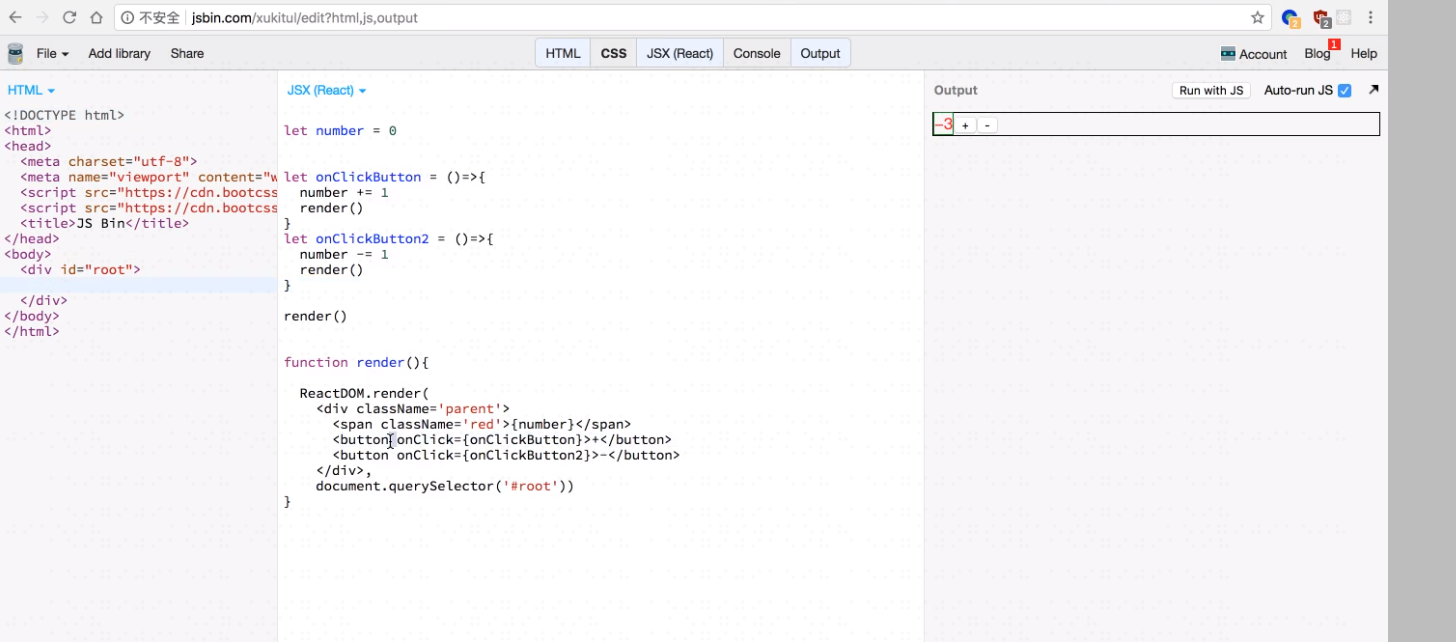 不安全 jsbin.com/xukitul/edit?html,js,output
2 2
File Add library Share HTML CSS JSX (React) Console Output Account Blog 1 Help
HTML
<!DOCTYPE html>
<html>
<head>
<meta charset="utf-8">
<meta name="viewport" content="w
<script src="https://cdn.bootcss
<script src="https://cdn.bootcss
<title>JS Bin</title>
</head>
<body>
<div id="root">
</div>
</body>
</html>
JSX (React)
let number = 0
let onClickButton = ()=>{
number += 1
render()
}
let onClickButton2 = ()=>{
number -= 1
render()
}
render()
function render(){
ReactDOM.render(
<div className='parent'>
<span className='red'>{number}</span>
<button onClick={onClickButton}>+</button>
<button onClick={onClickButton2}>-</button>
</div>,
document.querySelector('#root'))
}
Output Run with JS Auto-run JS
-3 + -